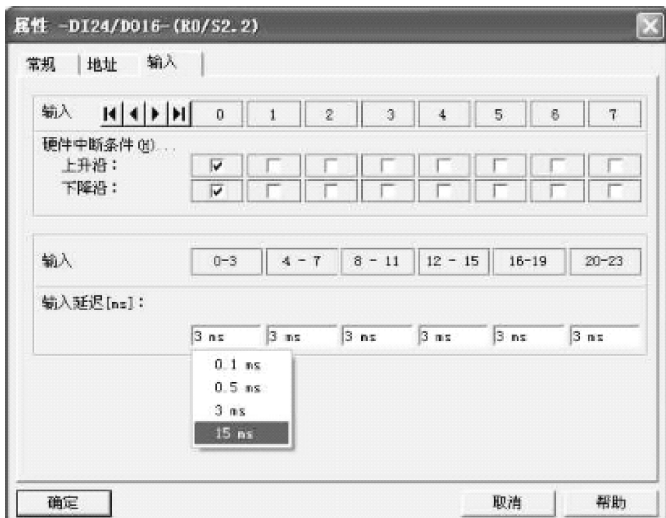 属性 -DI24/DO16-(R0/S2.2)
常规 地址 输入
输入 0 1 2 3 4 5 6 7
硬件中断条件(H)...
上升沿：
下降沿：
输入 0-3 4 - 7 8 - 11 12 - 15 16-19 20-23
输入延迟[ms]：
3 ms 3 ms 3 ms 3 ms 3 ms 3 ms
0.1 ms
0.5 ms
3 ms
15 ms
确定 取消 帮助